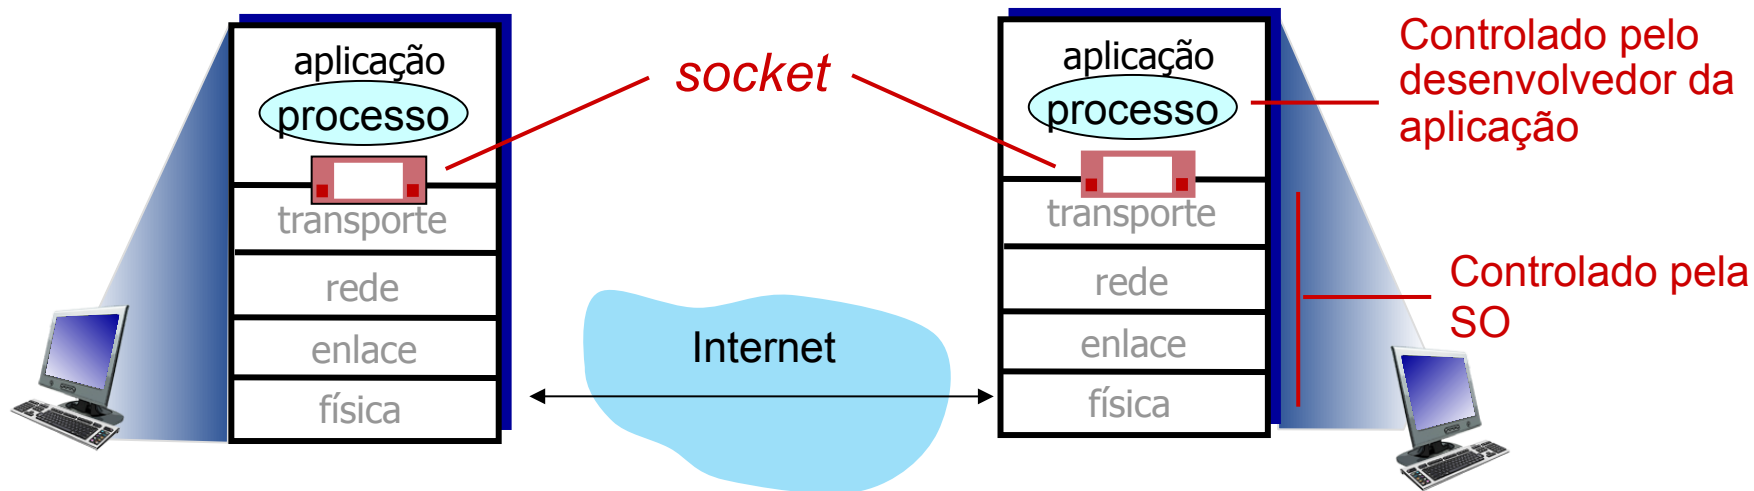 aplicação
processo
transporte
rede
enlace
física
socket
Internet
aplicação
processo
transporte
rede
enlace
física
Controlado pelo
desenvolvedor da
aplicação
Controlado pela
SO